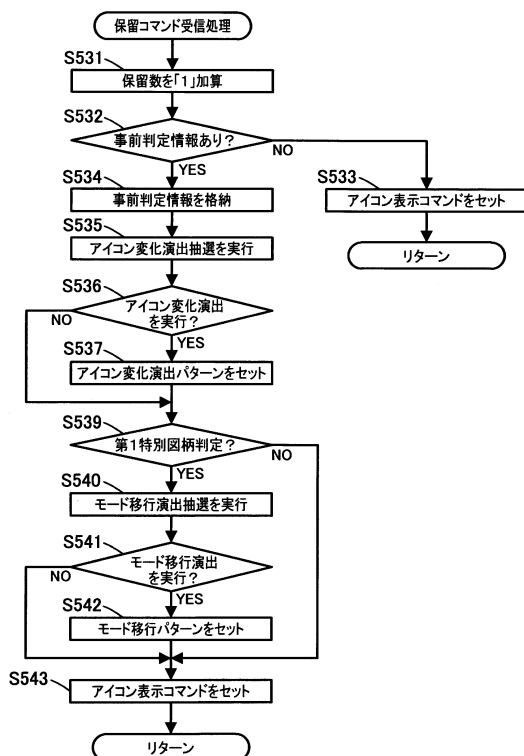 保留コマンド受信処理
S531
保留数を「1」加算
S532
事前判定情報あり?
NO
YES
S533
アイコン表示コマンドをセット
リターン
S534
事前判定情報を格納
S535
アイコン変化演出抽選を実行
S536
アイコン変化演出
を実行?
NO
YES
S537
アイコン変化演出パターンをセット
S539
第1特別図柄判定?
NO
YES
S540
モード移行演出抽選を実行
S541
モード移行演出
を実行?
NO
YES
S542
モード移行パターンをセット
S543
アイコン表示コマンドをセット
リターン